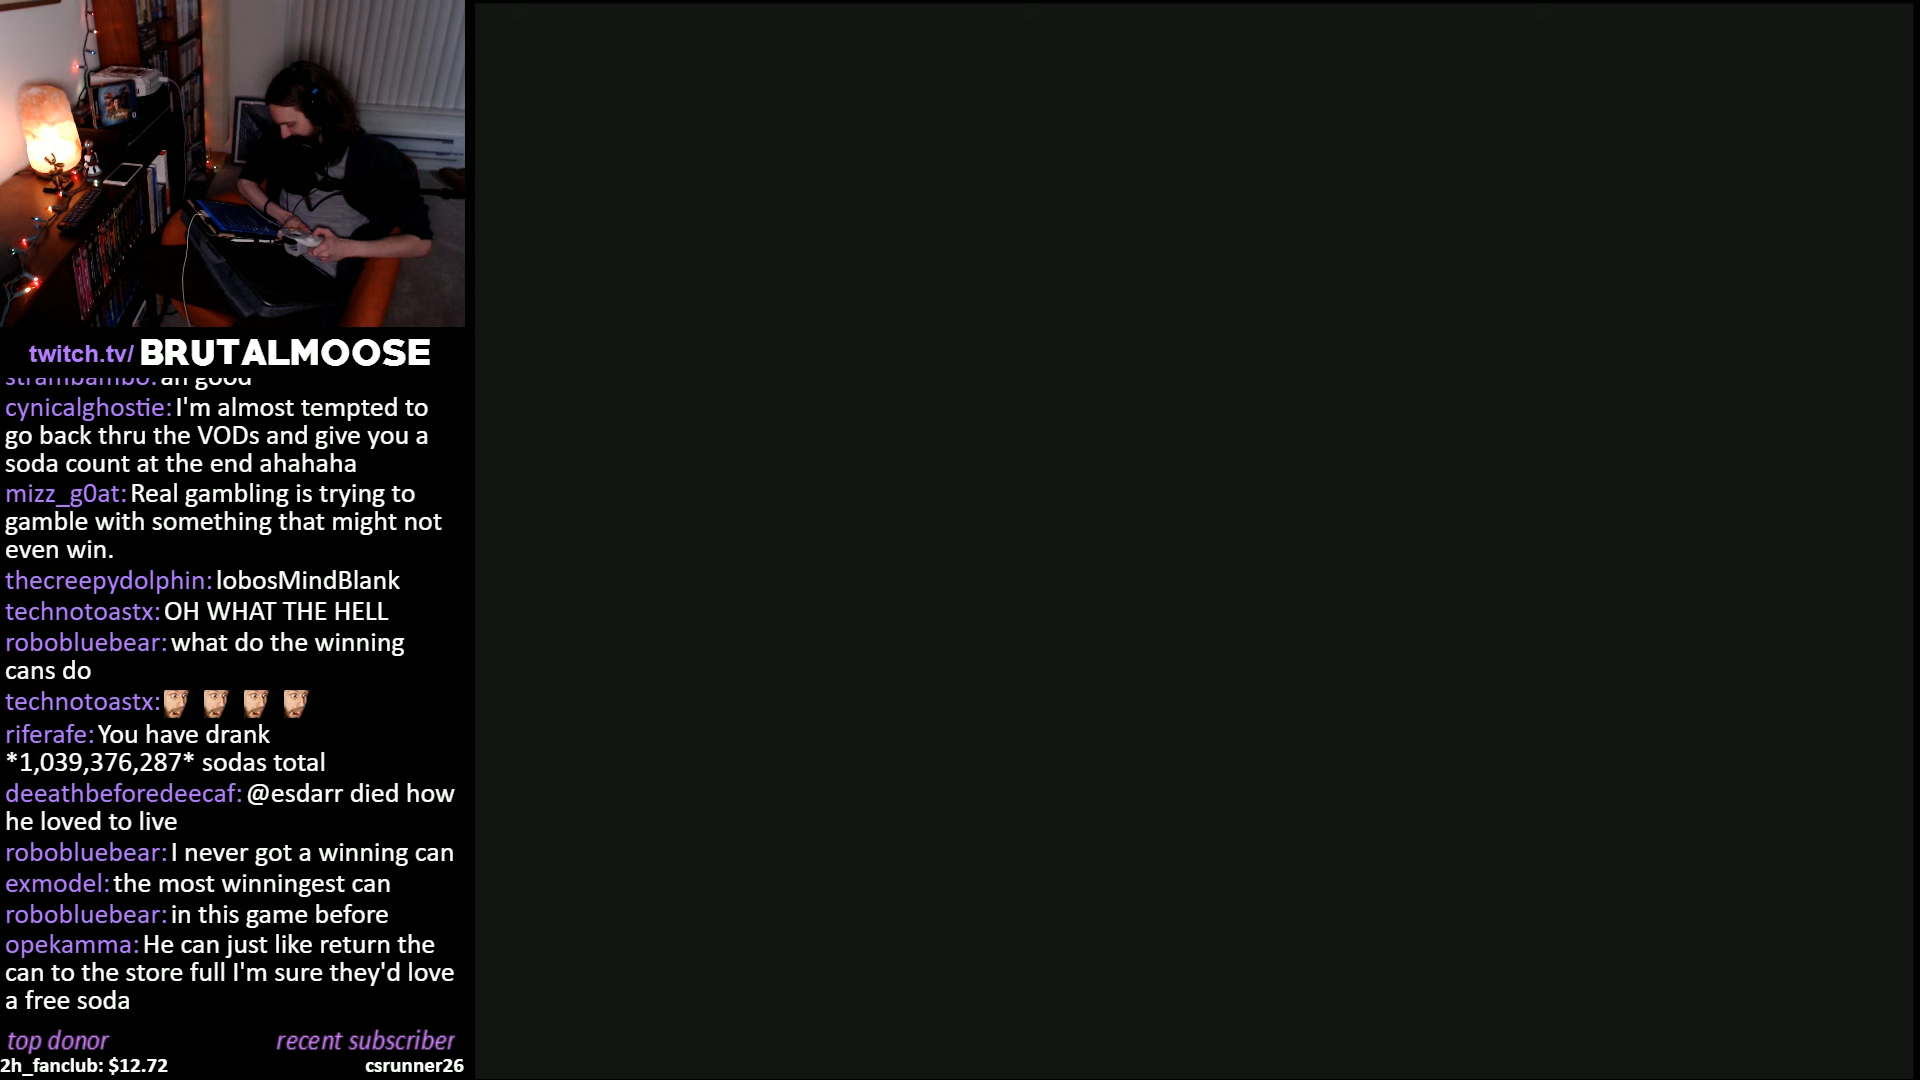 twitch.tv/ BRUTALMOOSE
strambambo: ah good
cynicalghostie: I'm almost tempted to
go back thru the VODs and give you a
soda count at the end ahahaha
mizz_g0at: Real gambling is trying to
gamble with something that might not
even win.
thecreepydolphin: lobosMindBlank
technotoastx: OH WHAT THE HELL
robobluebear: what do the winning
cans do
technotoastx:
riferafe: You have drank
*1,039,376,287* sodas total
deeathbeforedeecaf: @esdarr died how
he loved to live
robobluebear: I never got a winning can
exmodel: the most winningest can
robobluebear: in this game before
opekamma: He can just like return the
can to the store full I'm sure they'd love
a free soda
top donor recent subscriber
2h_fanclub: $12.72 csrunner26